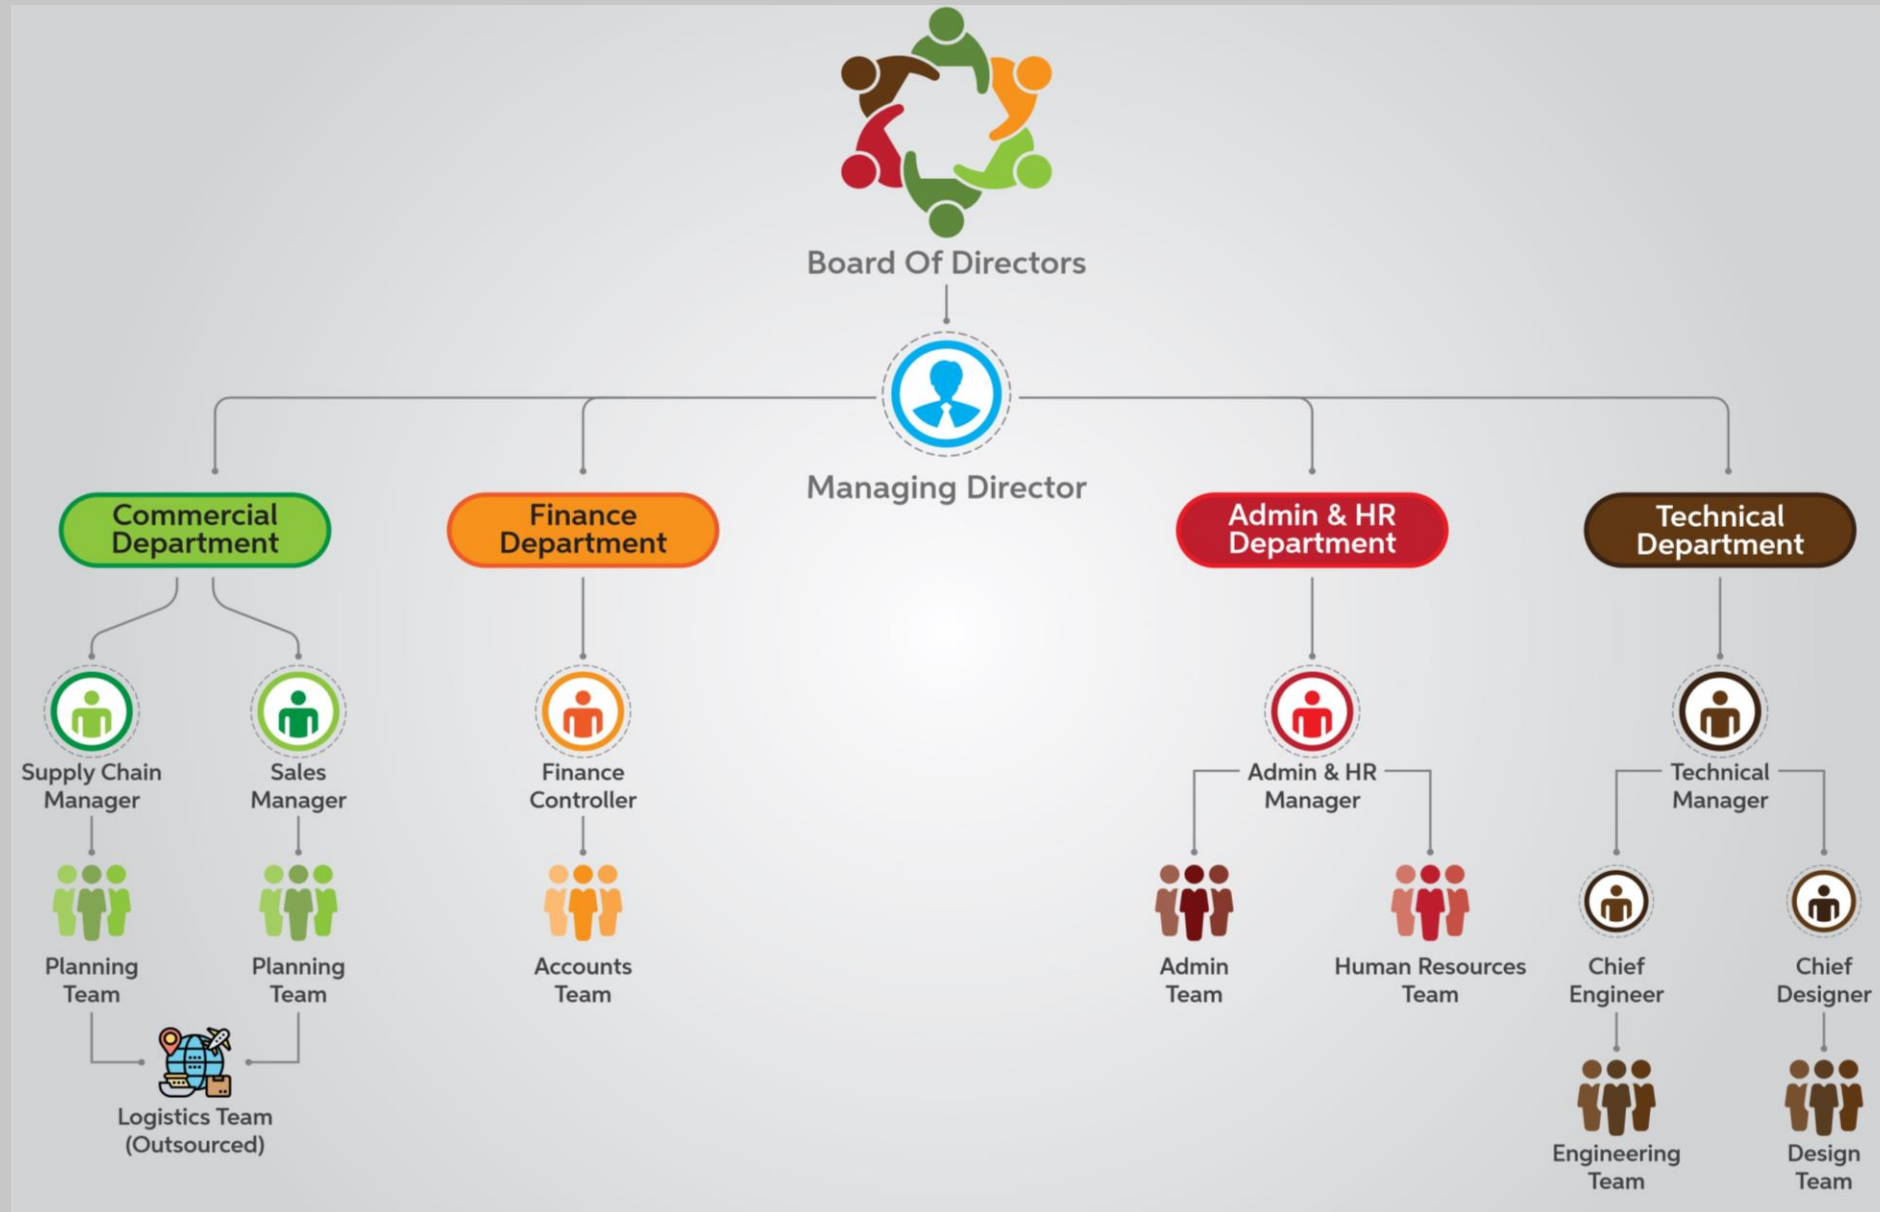 Board Of Directors
Managing Director
Commercial
Department
Finance
Department
Admin & HR
Department
Technical
Department
Supply Chain
Manager
Sales
Manager
Finance
Controller
Admin & HR
Manager
Technical
Manager
Planning
Team
Planning
Team
Accounts
Team
Admin
Team
Human Resources
Team
Chief
Engineer
Chief
Designer
Logistics Team
(Outsourced)
Engineering
Team
Design
Team